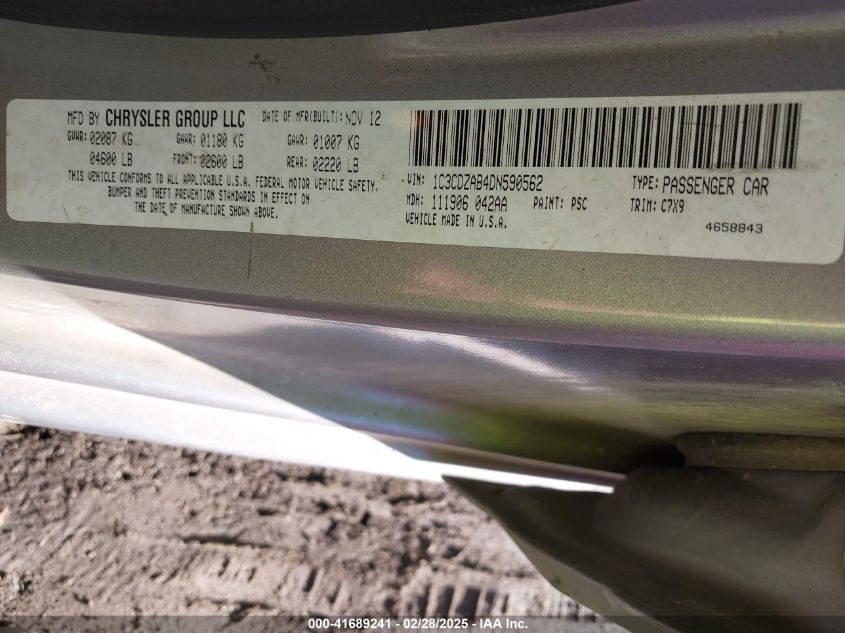 MFD BY CHRYSLER GROUP LLC DATE OF MFR(BUILT): NOV 12
GVWR: 02087 KG GAWR: 01180 KG GAWR: 01007 KG
04600 LB FRONT: 02600 LB REAR: 02220 LB
THIS VEHICLE CONFORMS TO ALL APPLICABLE U.S.A. FEDERAL MOTOR VEHICLE SAFETY,
BUMPER AND THEFT PREVENTION STANDARDS IN EFFECT ON
THE DATE OF MANUFACTURE SHOWN ABOVE.
VIN: 1C3CDZAB4DN590562 TYPE: PASSENGER CAR
MDH: 111906 042AA PAINT: PSC TRIM: C7X9
VEHICLE MADE IN U.S.A.
4658843
000-41689241 - 02/28/2025 - IAA Inc.